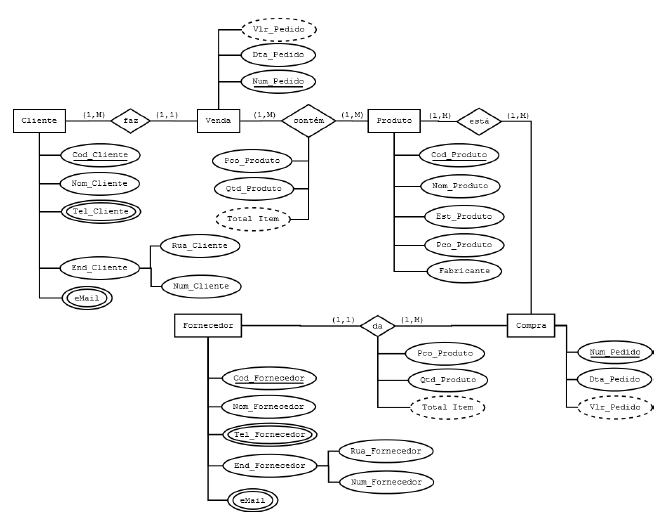 Vlr_Pedido
Dta_Pedido
Num_Pedido
Cliente (1,M) faz (1,1) Venda (1,M) contém (1,M) Produto (1,M) está (1,M)
Cod_Cliente
Nom_Cliente
Tel_Cliente
End_Cliente
Rua_Cliente
Num_Cliente
eMail
Pco_Produto
Qtd_Produto
Total Item
Cod_Produto
Nom_Produto
Est_Produto
Pco_Produto
Fabricante
Fornecedor (1,1) da (1,M) Compra
Pco_Produto
Qtd_Produto
Total Item
Num_Pedido
Dta_Pedido
Vlr_Pedido
Cod_Fornecedor
Nom_Fornecedor
Tel_Fornecedor
End_Fornecedor
Rua_Fornecedor
Num_Fornecedor
eMail